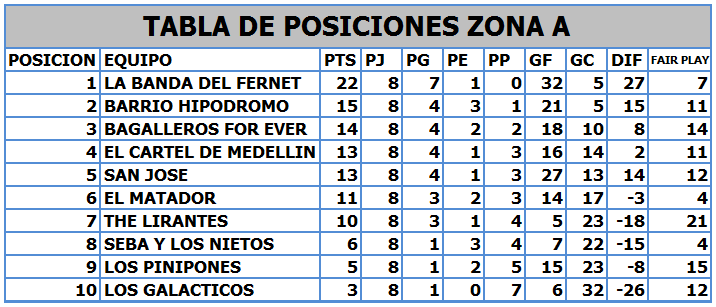 TABLA DE POSICIONES ZONA A
POSICION EQUIPO PTS PJ PG PE PP GF GC DIF FAIR PLAY
1 LA BANDA DEL FERNET 22 8 7 1 0 32 5 27 7
2 BARRIO HIPODROMO 15 8 4 3 1 21 5 15 11
3 BAGALLEROS FOR EVER 14 8 4 2 2 18 10 8 14
4 EL CARTEL DE MEDELLIN 13 8 4 1 3 16 14 2 11
5 SAN JOSE 13 8 4 1 3 27 13 14 12
6 EL MATADOR 11 8 3 2 3 14 17 -3 4
7 THE LIRANTES 10 8 3 1 4 5 23 -18 21
8 SEBA Y LOS NIETOS 6 8 1 3 4 7 22 -15 4
9 LOS PINIPONES 5 8 1 2 5 15 23 -8 15
10 LOS GALACTICOS 3 8 1 0 7 6 32 -26 12